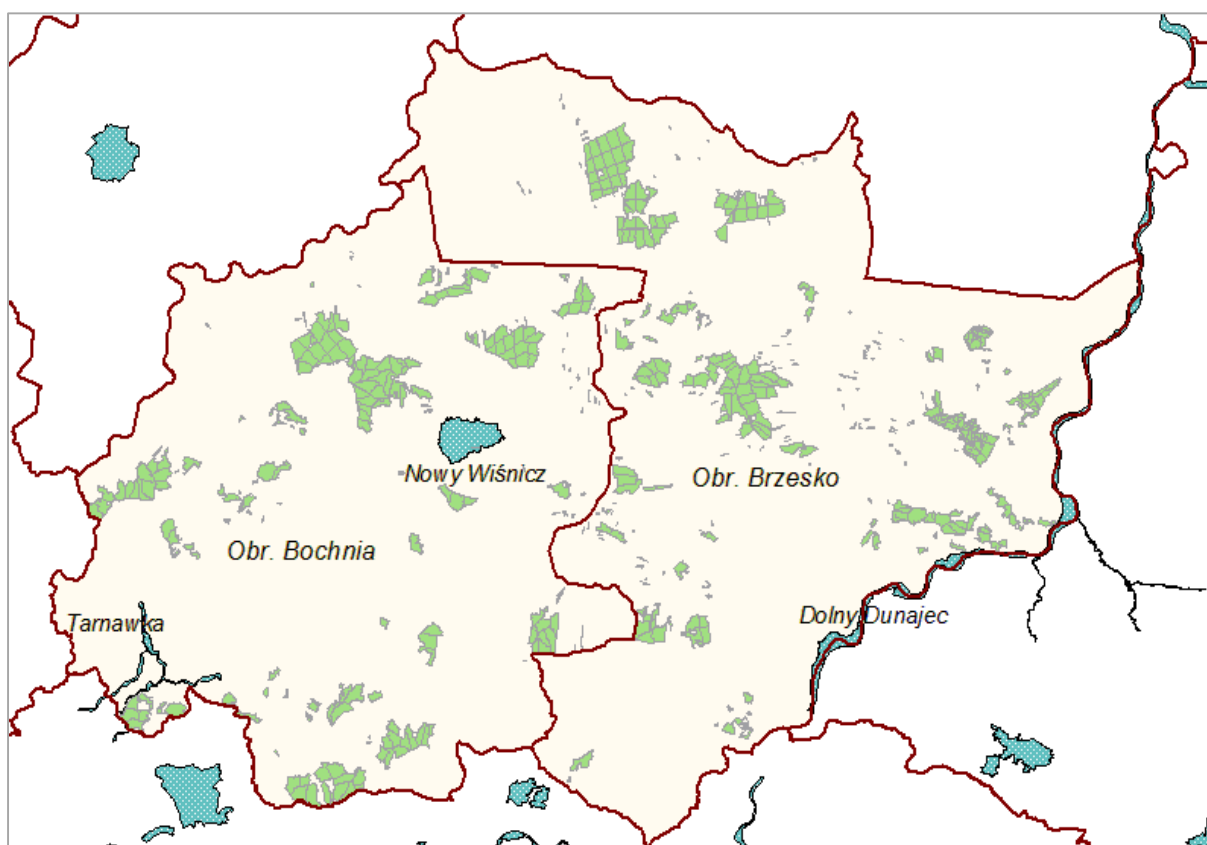 Nowy Wiśnicz
Obr. Brzesko
Obr. Bochnia
Tarnawka
Dolny Dunajec